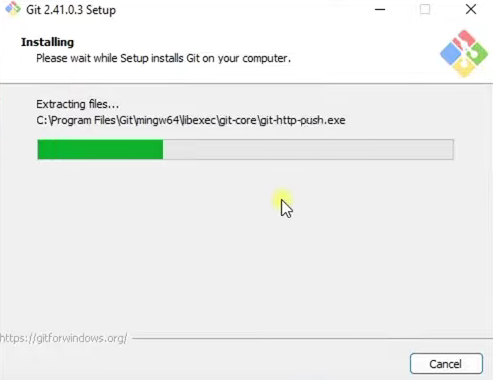 Git 2.41.0.3 Setup
Installing
Please wait while Setup installs Git on your computer.
Extracting files...
C:\Program Files\Git\mingw64\libexec\git-core\git-http-push.exe
https://gitforwindows.org/
Cancel